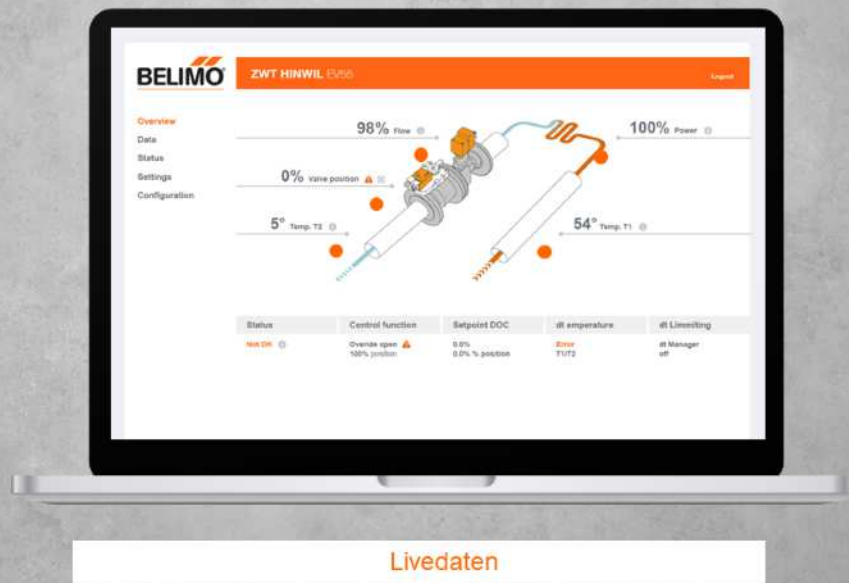 BELIMO
ZWT HINWIL EV55
Logout
Overview
Data
Status
Settings
Configuration
98% Flow
100% Power
0% Valve position
5° Temp. T2
54° Temp. T1
Status Control function Setpoint DOC dt emperature dt Limmiting
Not OK Override open 0.0% Error dt Manager
100% position 0.0% % position T1/T2 off
Livedaten